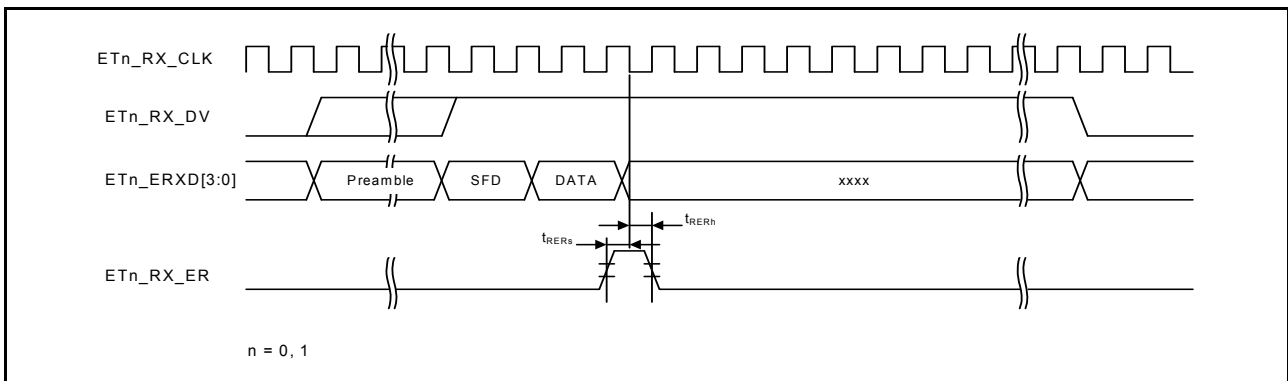 ETn_RX_CLK
ETn_RX_DV
ETn_ERXD[3:0]
Preamble
SFD
DATA
xxxx
tRERh
tRERs
ETn_RX_ER
n = 0, 1